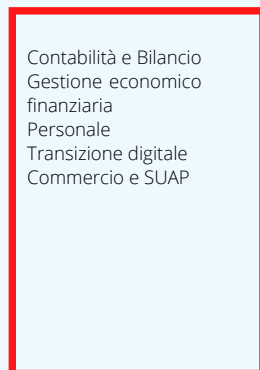 Contabilità e Bilancio
Gestione economico
finanziaria
Personale
Transizione digitale
Commercio e SUAP